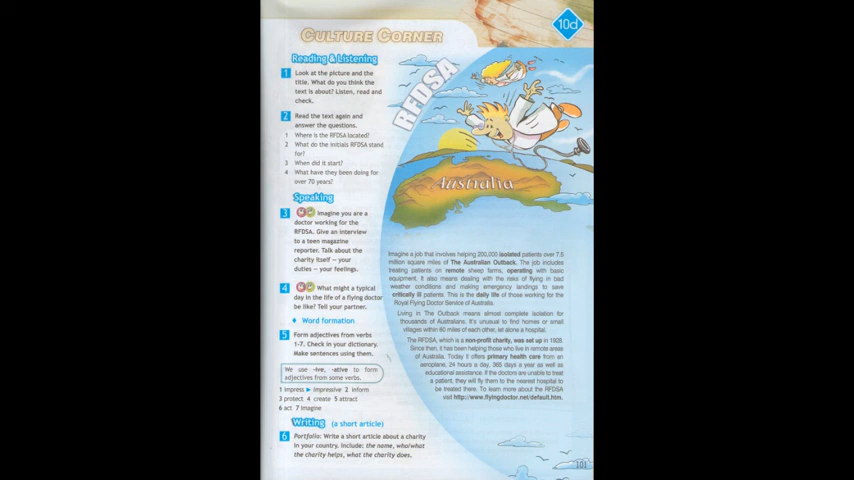 10d
CULTURE CORNER
Reading & Listening
1 Look at the picture and the
title. What do you think the
text is about? Listen, read and
check.
2 Read the text again and
answer the questions.
1 Where is the RFDSA located?
2 What do the initials RFDSA stand
for?
3 When did it start?
4 What have they been doing for
over 70 years?
Speaking
3 Imagine you are a
doctor working for the
RFDSA. Give an interview
to a teen magazine
reporter. Talk about the
charity itself – your
duties – your feelings.
4 What might a typical
day in the life of a flying doctor
be like? Tell your partner.
Word formation
5 Form adjectives from verbs
1-7. Check in your dictionary.
Make sentences using them.
We use -ive, -ative to form
adjectives from some verbs.
1 impress ▶ impressive 2 inform
3 protect 4 create 5 attract
6 act 7 imagine
Writing (a short article)
6 Portfolio: Write a short article about a charity
in your country. Include: the name, who/what
the charity helps, what the charity does.
RFDSA
Australia
Imagine a job that involves helping 200,000 isolated patients over 7.5
million square miles of The Australian Outback. The job includes
treating patients on remote sheep farms, operating with basic
equipment. It also means dealing with the risks of flying in bad
weather conditions and making emergency landings to save
critically ill patients. This is the daily life of those working for the
Royal Flying Doctor Service of Australia.
Living in The Outback means almost complete isolation for
thousands of Australians. It's unusual to find homes or small
villages within 60 miles of each other, let alone a hospital.
The RFDSA, which is a non-profit charity, was set up in 1928.
Since then, it has been helping those who live in remote areas
of Australia. Today it offers primary health care from an
aeroplane, 24 hours a day, 365 days a year as well as
educational assistance. If the doctors are unable to treat
a patient, they will fly them to the nearest hospital to
be treated there. To learn more about the RFDSA
visit http://www.flyingdoctor.net/default.htm.
101